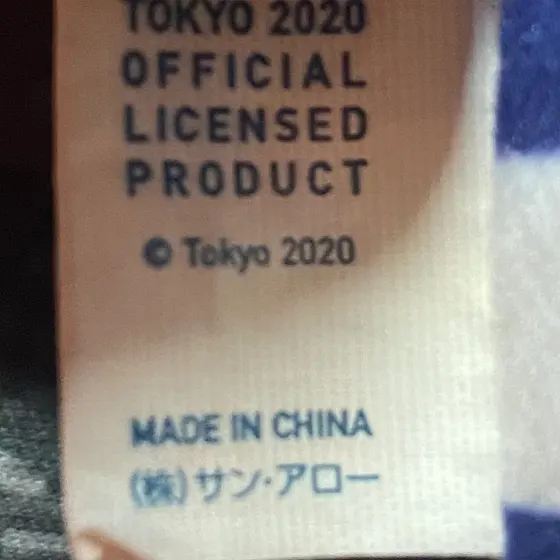 TOKYO 2020
OFFICIAL
LICENSED
PRODUCT
© Tokyo 2020
MADE IN CHINA
(株)サン・アロー